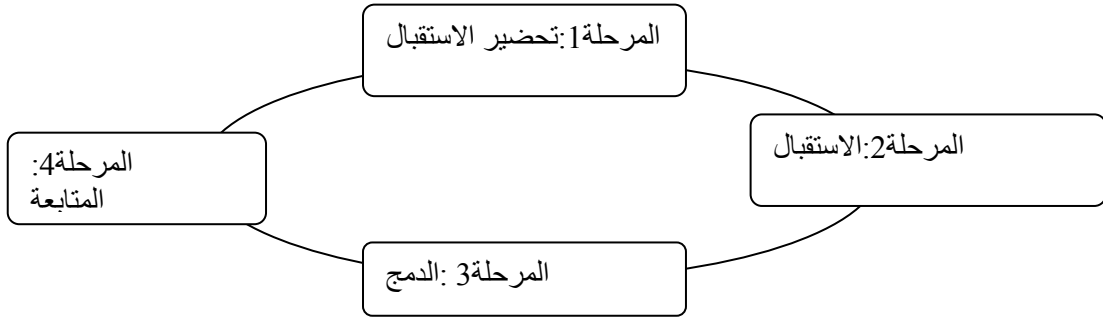 المرحلة1:تحضير الاستقبال
المرحلة2:الاستقبال
المرحلة3 :الدمج
المرحلة4:
المتابعة